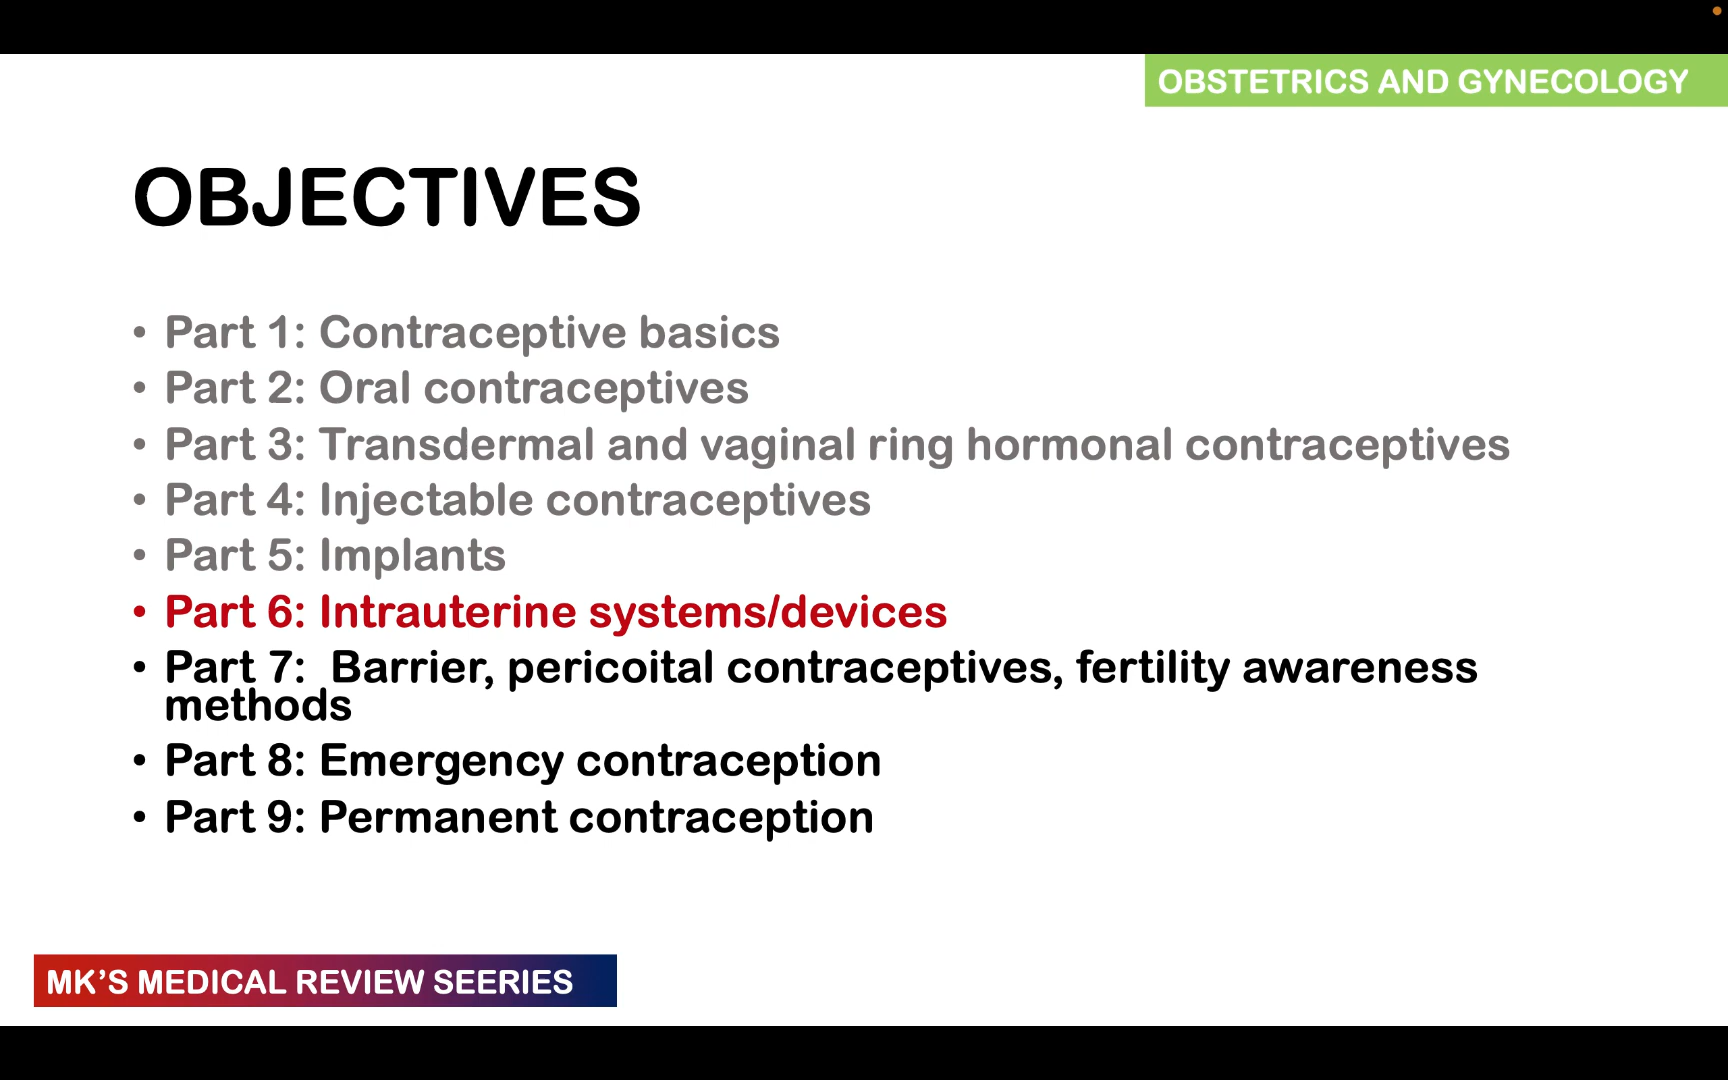 OBSTETRICS AND GYNECOLOGY
OBJECTIVES
• Part 1: Contraceptive basics
• Part 2: Oral contraceptives
• Part 3: Transdermal and vaginal ring hormonal contraceptives
• Part 4: Injectable contraceptives
• Part 5: Implants
• Part 6: Intrauterine systems/devices
• Part 7:  Barrier, pericoital contraceptives, fertility awareness
methods
• Part 8: Emergency contraception
• Part 9: Permanent contraception
MK’S MEDICAL REVIEW SEERIES